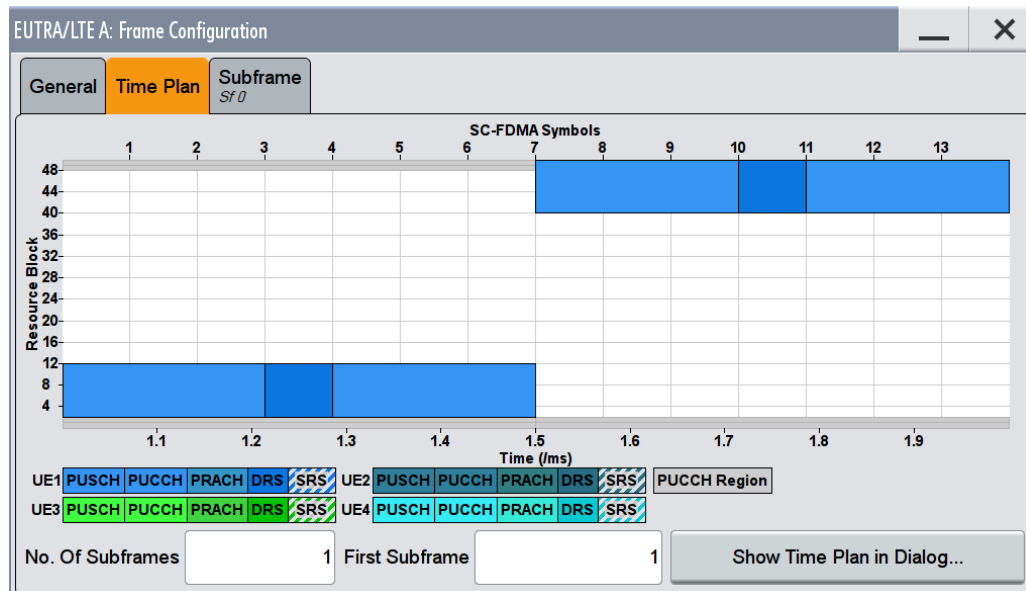 EUTRA/LTE A: Frame Configuration
General
Time Plan
Subframe
Sf 0
SC-FDMA Symbols
1 2 3 4 5 6 7 8 9 10 11 12 13
Resource Block
48
44
40
36
32
28
24
20
16
12
8
4
1.1 1.2 1.3 1.4 1.5 1.6 1.7 1.8 1.9
Time (/ms)
UE1 PUSCH PUCCH PRACH DRS SRS UE2 PUSCH PUCCH PRACH DRS SRS PUCCH Region
UE3 PUSCH PUCCH PRACH DRS SRS UE4 PUSCH PUCCH PRACH DRS SRS
No. Of Subframes 1 First Subframe 1 Show Time Plan in Dialog...